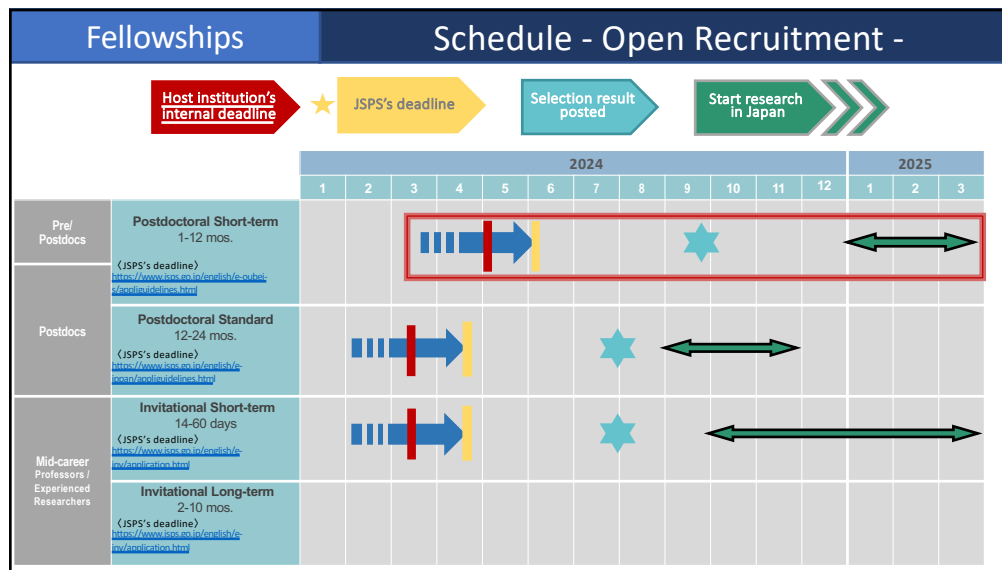 Fellowships
Schedule - Open Recruitment -
Host institution's
internal deadline
JSPS's deadline
Selection result
posted
Start research
in Japan
2024
2025
1 2 3 4 5 6 7 8 9 10 11 12 1 2 3
Pre/
Postdocs
Postdoctoral Short-term
1-12 mos.
〈JSPS's deadline〉
https://www.jsps.go.jp/english/e-oubei-
s/appliguidelines.html
Postdocs
Postdoctoral Standard
12-24 mos.
〈JSPS's deadline〉
https://www.jsps.go.jp/english/e-
ippan/appliguidelines.html
Mid-career
Professors /
Experienced
Researchers
Invitational Short-term
14-60 days
〈JSPS's deadline〉
https://www.jsps.go.jp/english/e-
inv/application.html
Invitational Long-term
2-10 mos.
〈JSPS's deadline〉
https://www.jsps.go.jp/english/e-
inv/application.html